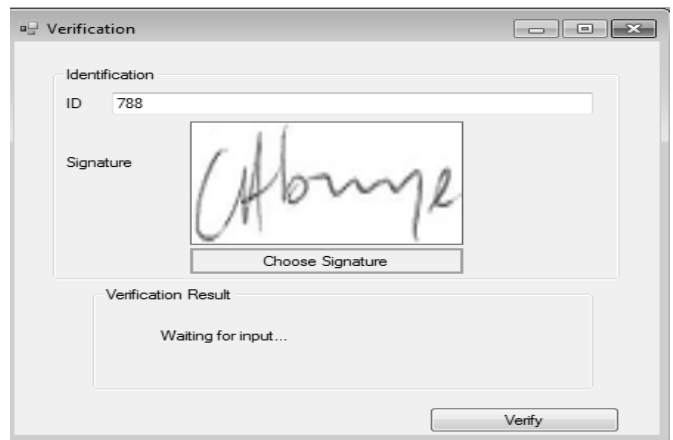 Verification
Identification
ID 788
Signature
Choose Signature
Verification Result
Waiting for input...
Verify